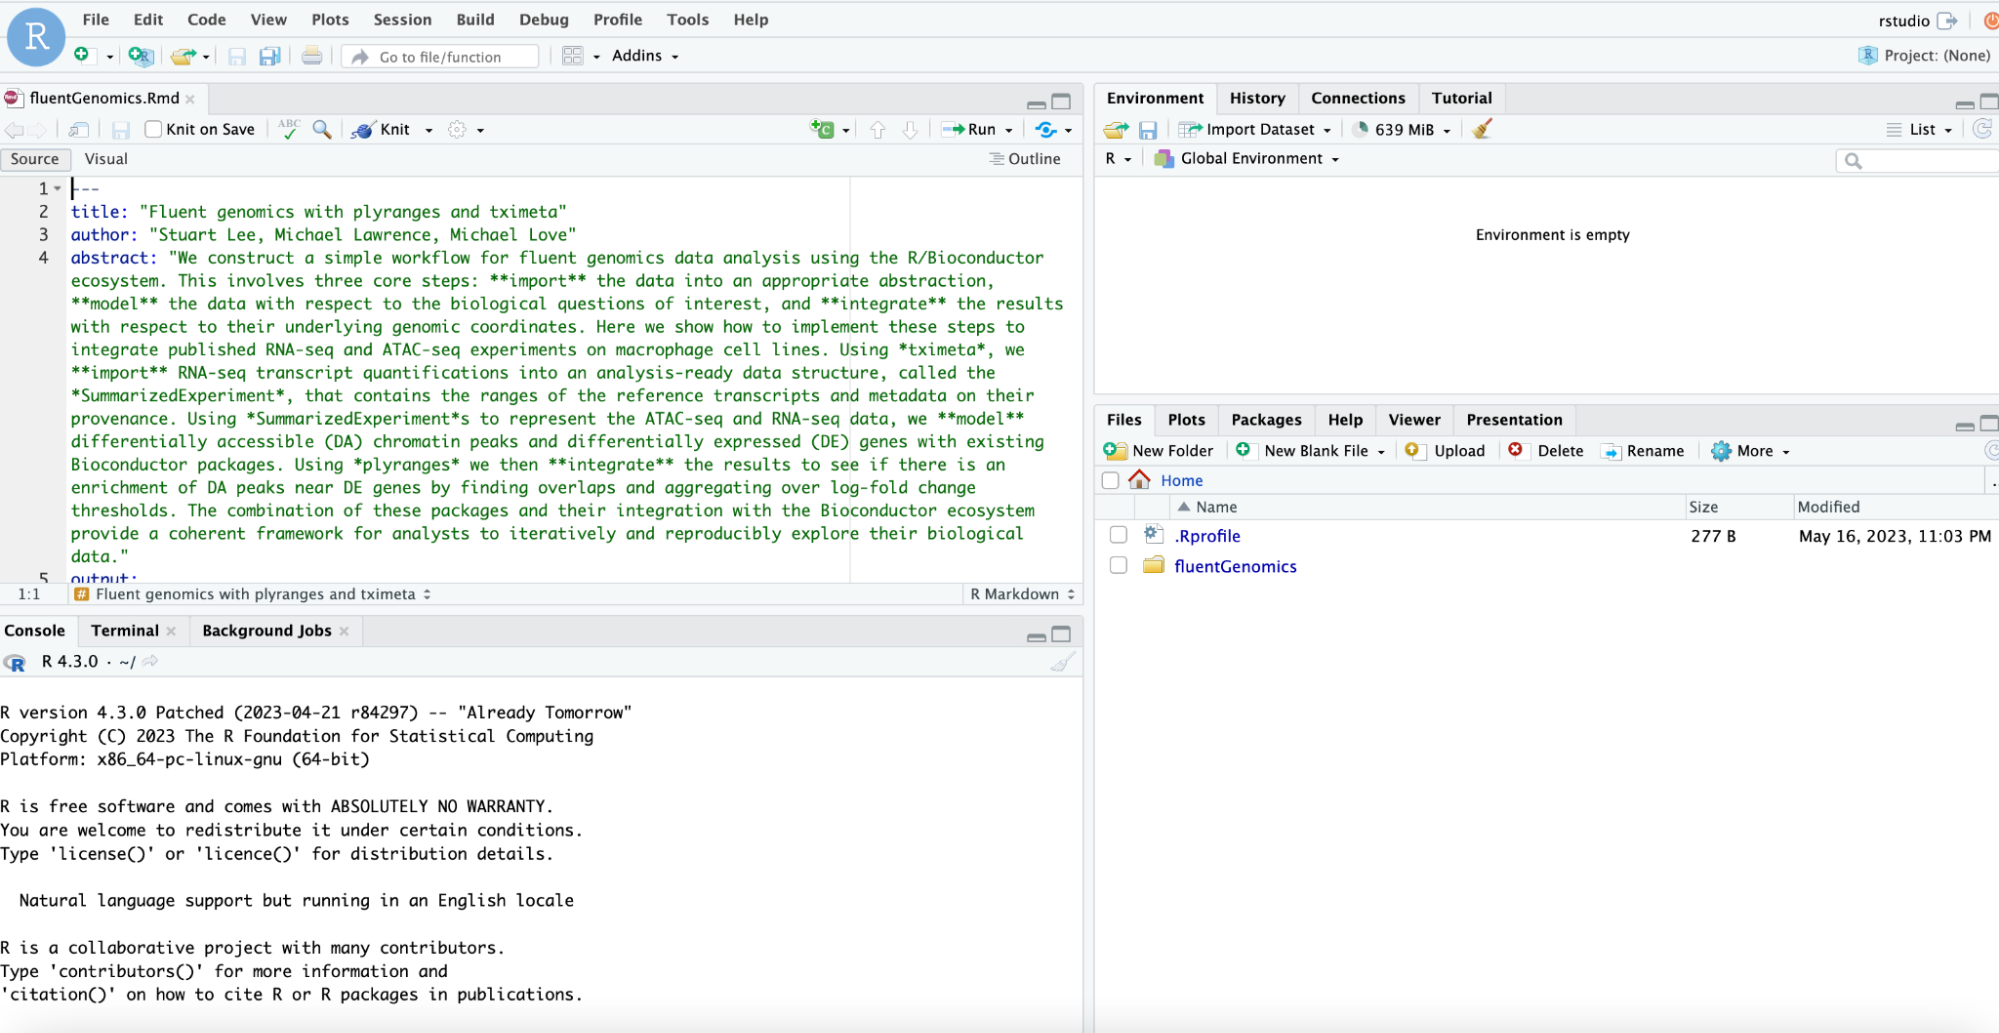 R
File Edit Code View Plots Session Build Debug Profile Tools Help
rstudio
Go to file/function
Addins
Project: (None)
fluentGenomics.Rmd
Knit on Save
ABC
Knit
Run
Source
Visual
Outline
1 ---
2 title: "Fluent genomics with plyranges and tximeta"
3 author: "Stuart Lee, Michael Lawrence, Michael Love"
4 abstract: "We construct a simple workflow for fluent genomics data analysis using the R/Bioconductor
ecosystem. This involves three core steps: **import** the data into an appropriate abstraction,
**model** the data with respect to the biological questions of interest, and **integrate** the results
with respect to their underlying genomic coordinates. Here we show how to implement these steps to
integrate published RNA-seq and ATAC-seq experiments on macrophage cell lines. Using *tximeta*, we
**import** RNA-seq transcript quantifications into an analysis-ready data structure, called the
*SummarizedExperiment*, that contains the ranges of the reference transcripts and metadata on their
provenance. Using *SummarizedExperiment*s to represent the ATAC-seq and RNA-seq data, we **model**
differentially accessible (DA) chromatin peaks and differentially expressed (DE) genes with existing
Bioconductor packages. Using *plyranges* we then **integrate** the results to see if there is an
enrichment of DA peaks near DE genes by finding overlaps and aggregating over log-fold change
thresholds. The combination of these packages and their integration with the Bioconductor ecosystem
provide a coherent framework for analysts to iteratively and reproducibly explore their biological
data."
5 output:
1:1
# Fluent genomics with plyranges and tximeta
R Markdown
Console
Terminal
Background Jobs
R R 4.3.0 · ~/
R version 4.3.0 Patched (2023-04-21 r84297) -- "Already Tomorrow"
Copyright (C) 2023 The R Foundation for Statistical Computing
Platform: x86_64-pc-linux-gnu (64-bit)
R is free software and comes with ABSOLUTELY NO WARRANTY.
You are welcome to redistribute it under certain conditions.
Type 'license()' or 'licence()' for distribution details.
Natural language support but running in an English locale
R is a collaborative project with many contributors.
Type 'contributors()' for more information and
'citation()' on how to cite R or R packages in publications.
Environment
History
Connections
Tutorial
Import Dataset
639 MiB
List
R
Global Environment
Environment is empty
Files
Plots
Packages
Help
Viewer
Presentation
New Folder
New Blank File
Upload
Delete
Rename
More
Home
Name
Size
Modified
.Rprofile
277 B
May 16, 2023, 11:03 PM
fluentGenomics